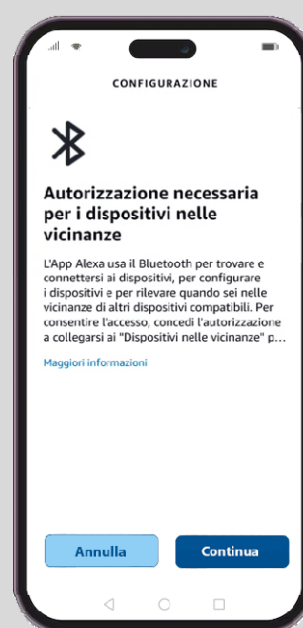 CONFIGURAZIONE
Autorizzazione necessaria
per i dispositivi nelle
vicinanze
L'App Alexa usa il Bluetooth per trovare e
connettersi ai dispositivi, per configurare
i dispositivi e per rilevare quando sei nelle
vicinanze di altri dispositivi compatibili. Per
consentire l'accesso, concedi l'autorizzazione
a collegarsi ai "Dispositivi nelle vicinanze" p...
Maggiori informazioni
Annulla
Continua